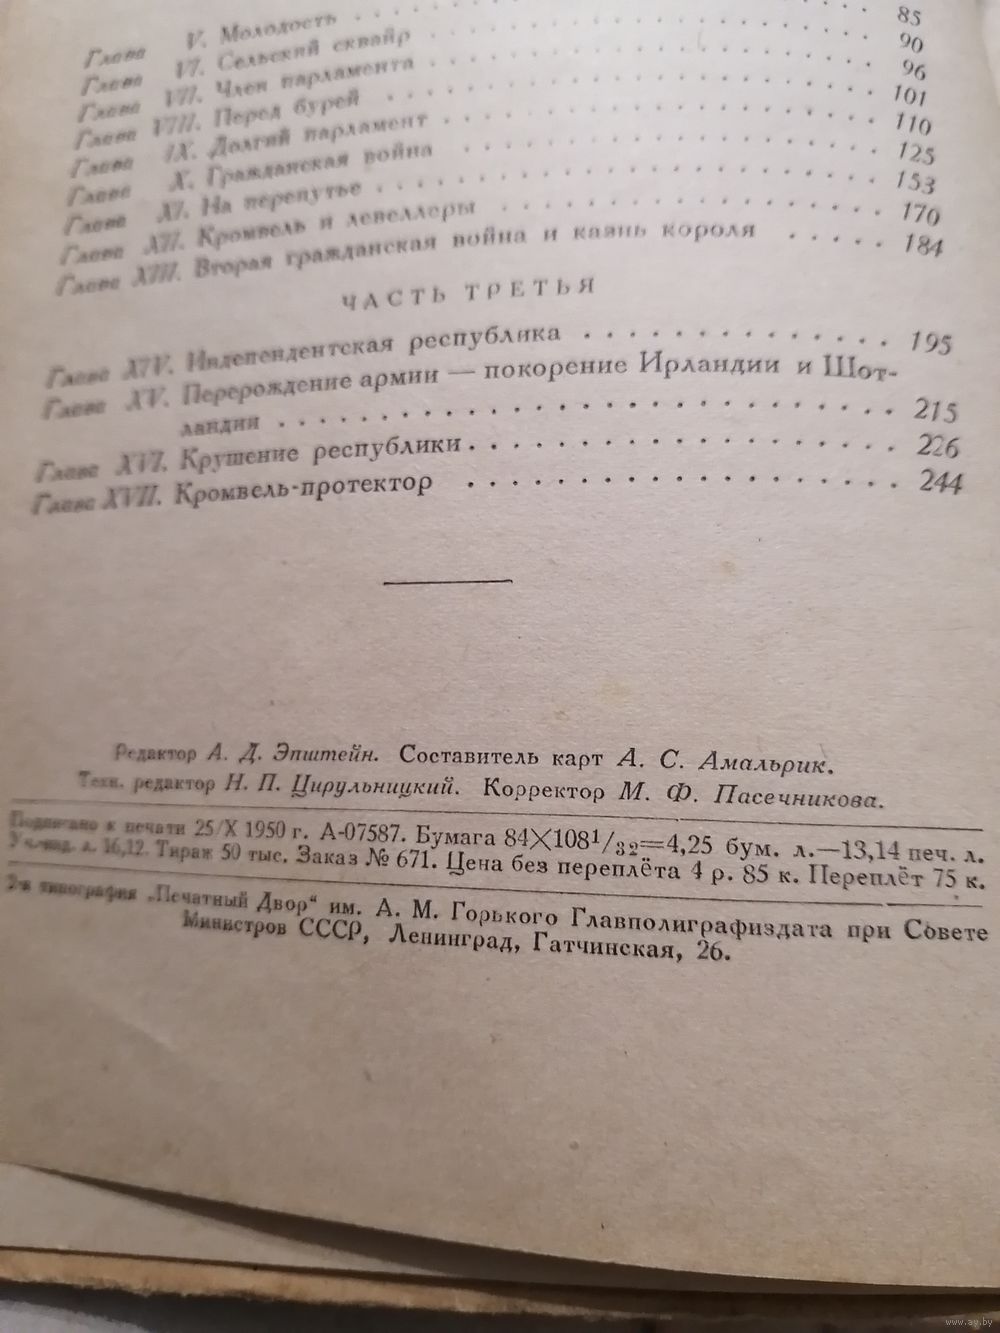 Глава V. Молодость . . . . . . . . . . . . 85
Глава VI. Сельский сквайр . . . . . . . . . . . . 90
Глава VII. Член парламента . . . . . . . . . . . . 96
Глава VIII. Перед бурей . . . . . . . . . . . . 101
Глава IX. Долгий парламент . . . . . . . . . . . . 110
Глава X. Гражданская война . . . . . . . . . . . . 125
Глава XI. На перепутье . . . . . . . . . . . . 153
Глава XII. Кромвель и левеллеры . . . . . . . . . . . . 170
Глава XIII. Вторая гражданская война и казнь короля . . . . 184
ЧАСТЬ ТРЕТЬЯ
Глава XIV. Индепендентская республика . . . . . . . . . . . . 195
Глава XV. Перерождение армии — покорение Ирландии и Шот-
ландии . . . . . . . . . . . . . . . . . . 215
Глава XVI. Крушение республики . . . . . . . . . . . . 226
Глава XVII. Кромвель-протектор . . . . . . . . . . . . 244
Редактор А. Д. Эпштейн. Составитель карт А. С. Амальрик.
Техн. редактор Н. П. Цирульницкий. Корректор М. Ф. Пасечникова.
Подписано к печати 25/X 1950 г. А-07587. Бумага 84×108¹/₃₂=4,25 бум. л.—13,14 печ. л.
Уч.-изд. л. 16,12. Тираж 50 тыс. Заказ № 671. Цена без переплёта 4 р. 85 к. Переплёт 75 к.
2-я типография „Печатный Двор“ им. А. М. Горького Главполиграфиздата при Совете
Министров СССР, Ленинград, Гатчинская, 26.
www.ay.by